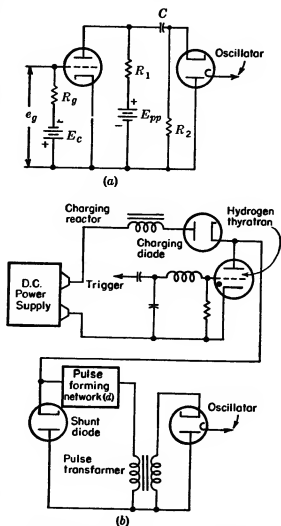 C
Oscillator
R1
eg
Rg
Epp
R2
Ec
(a)
Charging
reactor
Hydrogen
thyratron
Charging
diode
D.C.
Power
Supply
Trigger
Pulse
forming
network(d)
Oscillator
Shunt
diode
Pulse
transformer
(b)